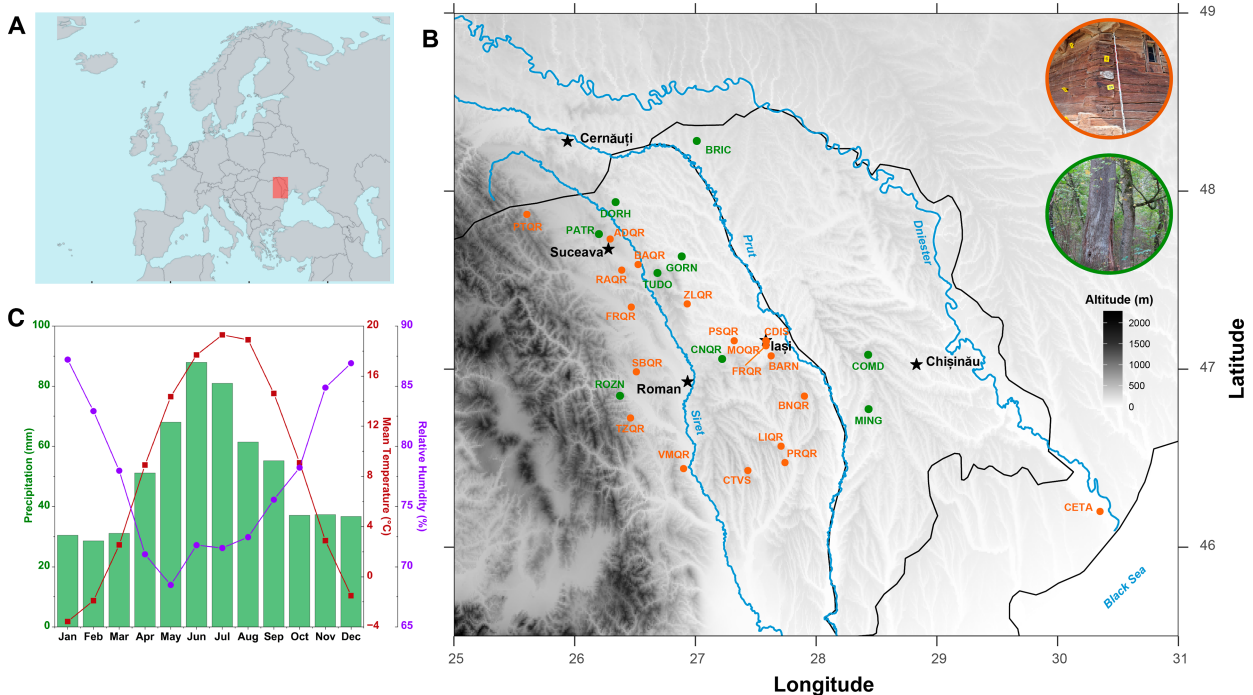 A
B
C
100
80
60
40
20
0
Precipitation (mm)
20
16
12
8
4
0
−4
Mean Temperature (°C)
90
85
80
75
70
65
Relative Humidity (%)
Jan Feb Mar Apr May Jun Jul Aug Sep Oct Nov Dec
Cernăuți
BRIC
DORH
PATR
ADQR
Suceava
BAQR
GORN
RAQR
TUDO
FRQR
ZLQR
PSQR
CDIS
MOQR
Iași
CNQR
FRQR
BARN
SBQR
Roman
ROZN
BNQR
COMD
Chișinău
MING
LIQR
PRQR
VMQR
CTVS
CETA
Prut
Dniester
Siret
Black Sea
Altitude (m)
2000
1500
1000
500
0
49
48
47
46
Latitude
25 26 27 28 29 30 31
Longitude